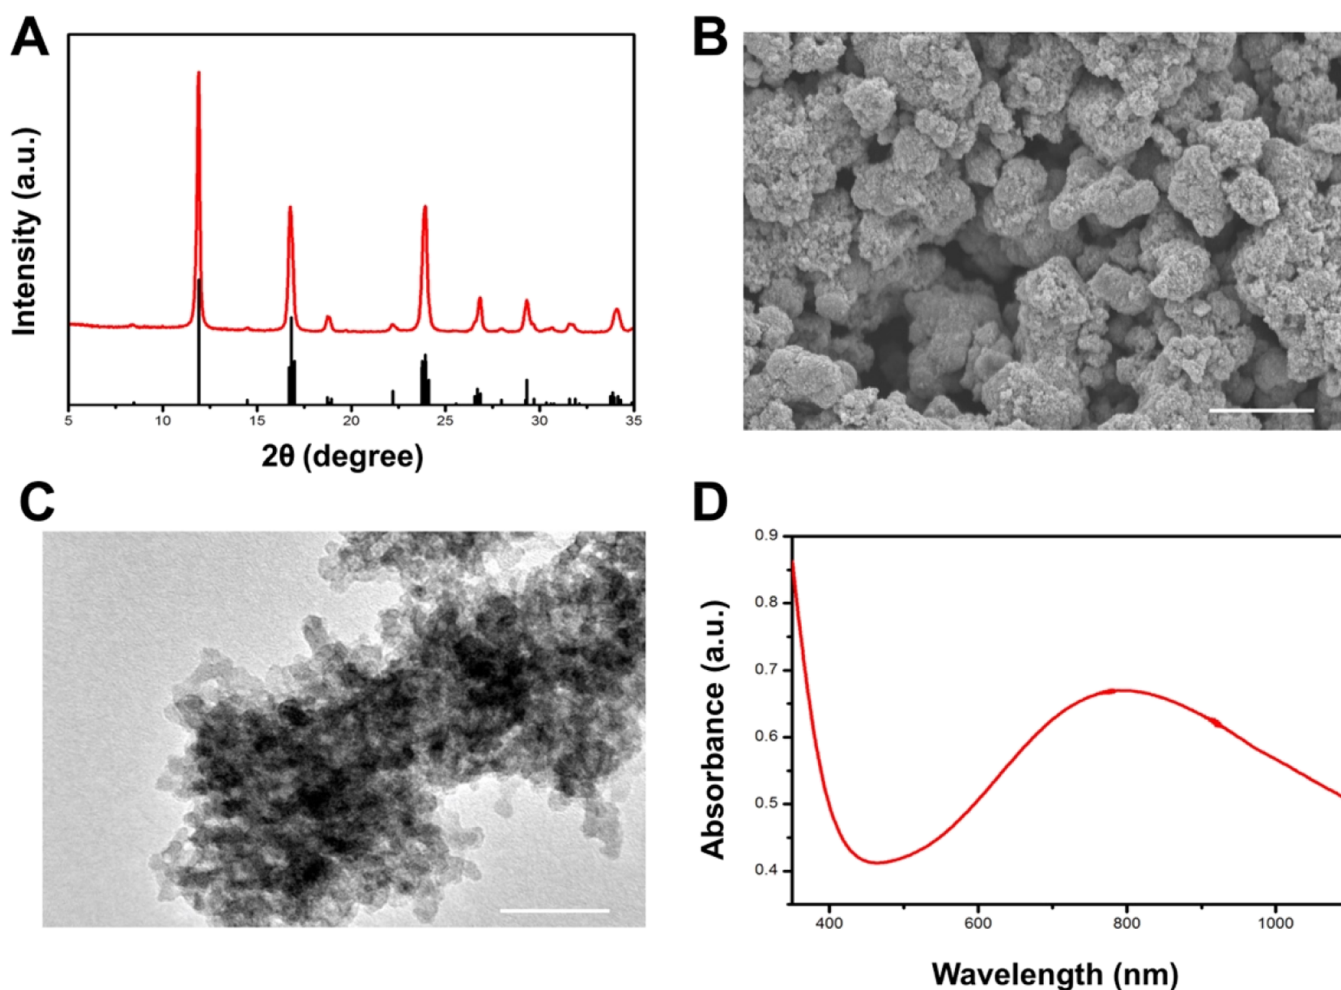 A
B
Intensity (a.u.)
5 10 15 20 25 30 35
2θ (degree)
C
D
0.9
0.8
0.7
0.6
0.5
0.4
Absorbance (a.u.)
400 600 800 1000
Wavelength (nm)